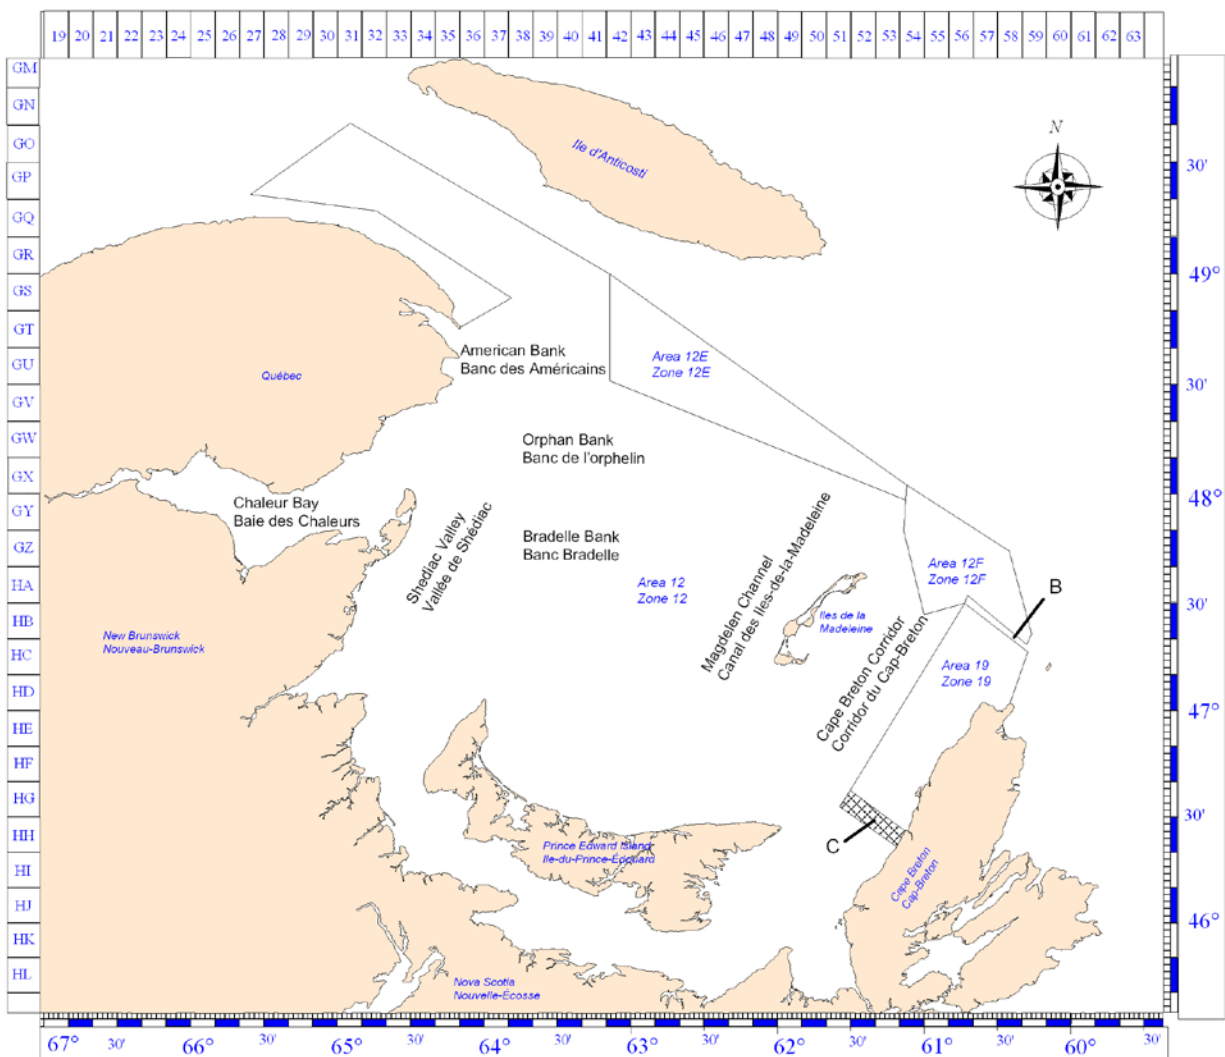 19 20 21 22 23 24 25 26 27 28 29 30 31 32 33 34 35 36 37 38 39 40 41 42 43 44 45 46 47 48 49 50 51 52 53 54 55 56 57 58 59 60 61 62 63
GM
GN
GO
GP
GQ
GR
GS
GT
GU
GV
GW
GX
GY
GZ
HA
HB
HC
HD
HE
HF
HG
HH
HI
HJ
HK
HL
Ile d'Anticosti
N
30'
49°
30'
48°
30'
47°
30'
46°
American Bank
Banc des Américains
Area 12E
Zone 12E
Québec
Orphan Bank
Banc de l'orphelin
Chaleur Bay
Baie des Chaleurs
Shediac Valley
Vallée de Shédiac
Bradelle Bank
Banc Bradelle
Area 12
Zone 12
Magdelen Channel
Canal des Iles-de-la-Madeleine
Iles de la
Madeleine
Area 12F
Zone 12F
B
Cape Breton Corridor
Corridor du Cap-Breton
Area 19
Zone 19
New Brunswick
Nouveau-Brunswick
C
Prince Edward Island
Ile-du-Prince-Édouard
Cape Breton
Cap-Breton
Nova Scotia
Nouvelle-Écosse
67° 30' 66° 30' 65° 30' 64° 30' 63° 30' 62° 30' 61° 30' 60° 30'